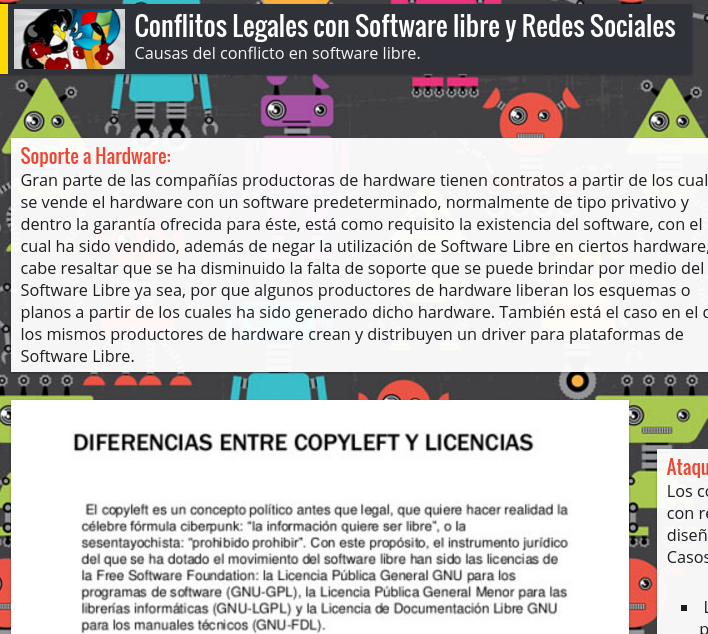 Conflitos Legales con Software libre y Redes Sociales
Causas del conflicto en software libre.
Soporte a Hardware:
Gran parte de las compañías productoras de hardware tienen contratos a partir de los cual
se vende el hardware con un software predeterminado, normalmente de tipo privativo y
dentro la garantía ofrecida para éste, está como requisito la existencia del software, con el
cual ha sido vendido, además de negar la utilización de Software Libre en ciertos hardware,
cabe resaltar que se ha disminuido la falta de soporte que se puede brindar por medio del
Software Libre ya sea, por que algunos productores de hardware liberan los esquemas o
planos a partir de los cuales ha sido generado dicho hardware. También está el caso en el
los mismos productores de hardware crean y distribuyen un driver para plataformas de
Software Libre.
DIFERENCIAS ENTRE COPYLEFT Y LICENCIAS
El copyleft es un concepto político antes que legal, que quiere hacer realidad la
célebre fórmula ciberpunk: “la información quiere ser libre”, o la
sesentayochista: “prohibido prohibir”. Con este propósito, el instrumento jurídico
del que se ha dotado el movimiento del software libre han sido las licencias de
la Free Software Foundation: la Licencia Pública General GNU para los
programas de software (GNU-GPL), la Licencia Pública General Menor para las
librerías informáticas (GNU-LGPL) y la Licencia de Documentación Libre GNU
para los manuales técnicos (GNU-FDL).
Ataqu
Los c
con r
diseñ
Casos